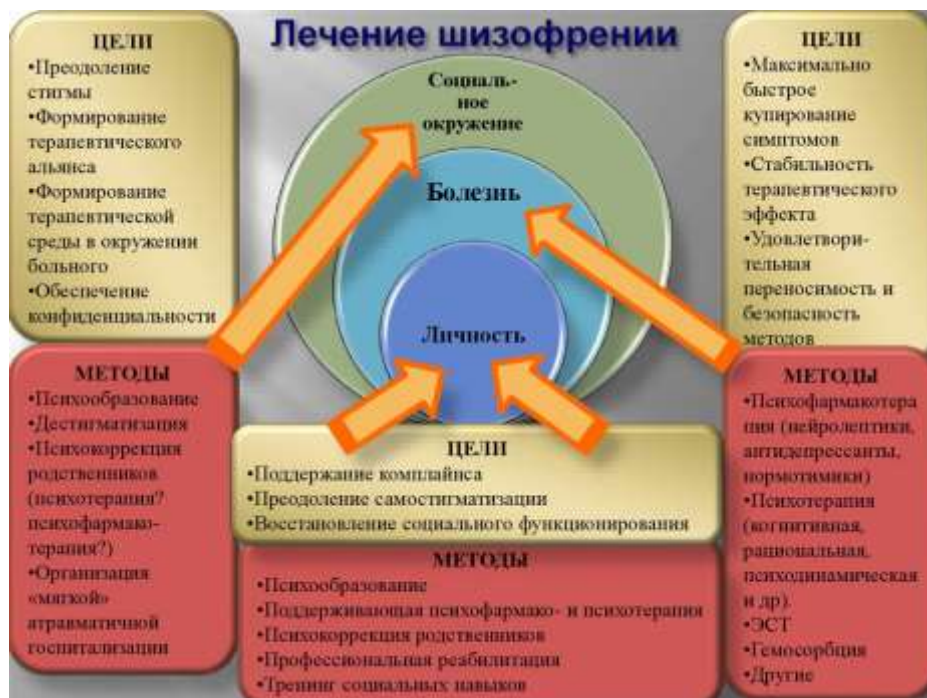 Лечение шизофрении
ЦЕЛИ
•Преодоление
стигмы
•Формирование
терапевтического
альянса
•Формирование
терапевтической
среды в окружении
больного
•Обеспечение
конфиденциальности
МЕТОДЫ
•Психообразование
•Дестигматизация
•Психокоррекция
родственников
(психотерапия?
психофармако-
терапия?)
•Организация
«мягкой»
атравматичной
госпитализации
Социаль-
ное
окружение
Болезнь
Личность
ЦЕЛИ
•Поддержание комплайнса
•Преодоление самостигматизации
•Восстановление социального функционирования
МЕТОДЫ
•Психообразование
•Поддерживающая психофармако- и психотерапия
•Психокоррекция родственников
•Профессиональная реабилитация
•Тренинг социальных навыков
ЦЕЛИ
•Максимально
быстрое
купирование
симптомов
•Стабильность
терапевтического
эффекта
•Удовлетвори-
тельная
переносимость и
безопасность
методов
МЕТОДЫ
•Психофармакотера
пия (нейролептики,
антидепрессанты,
нормотимики)
•Психотерапия
(когнитивная,
рациональная,
психодинамическая
и др).
•ЭСТ
•Гемосорбция
•Другие